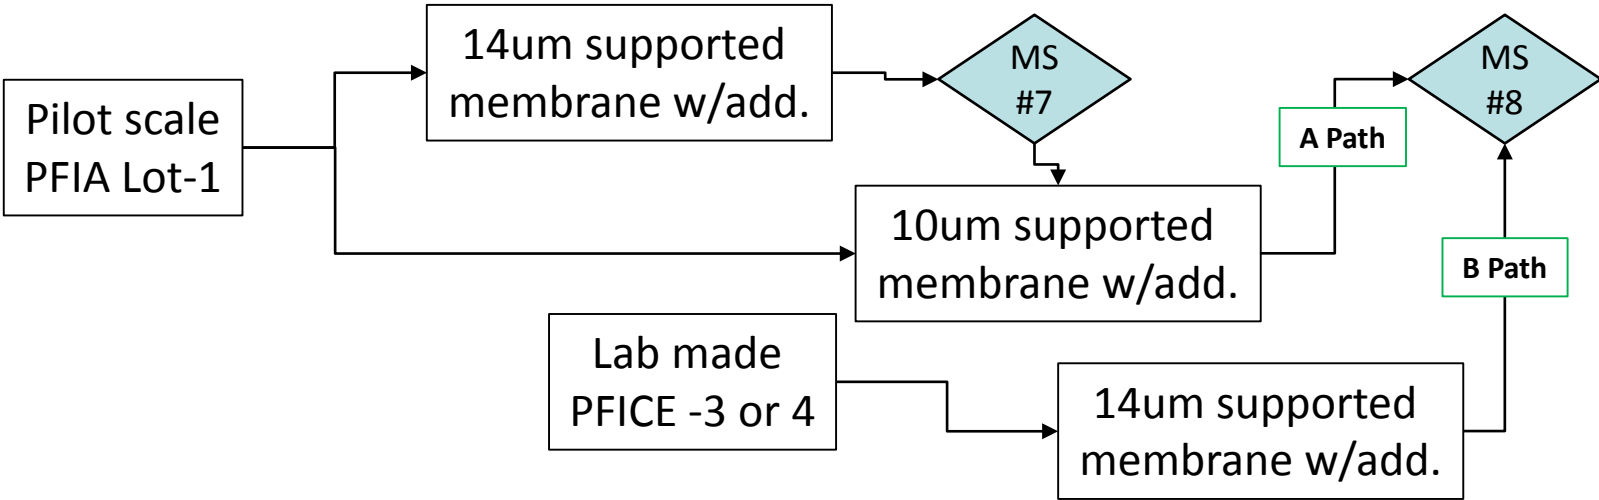 14um supported
membrane w/add.
MS
#7
MS
#8
Pilot scale
PFIA Lot-1
A Path
10um supported
membrane w/add.
B Path
Lab made
PFICE -3 or 4
14um supported
membrane w/add.